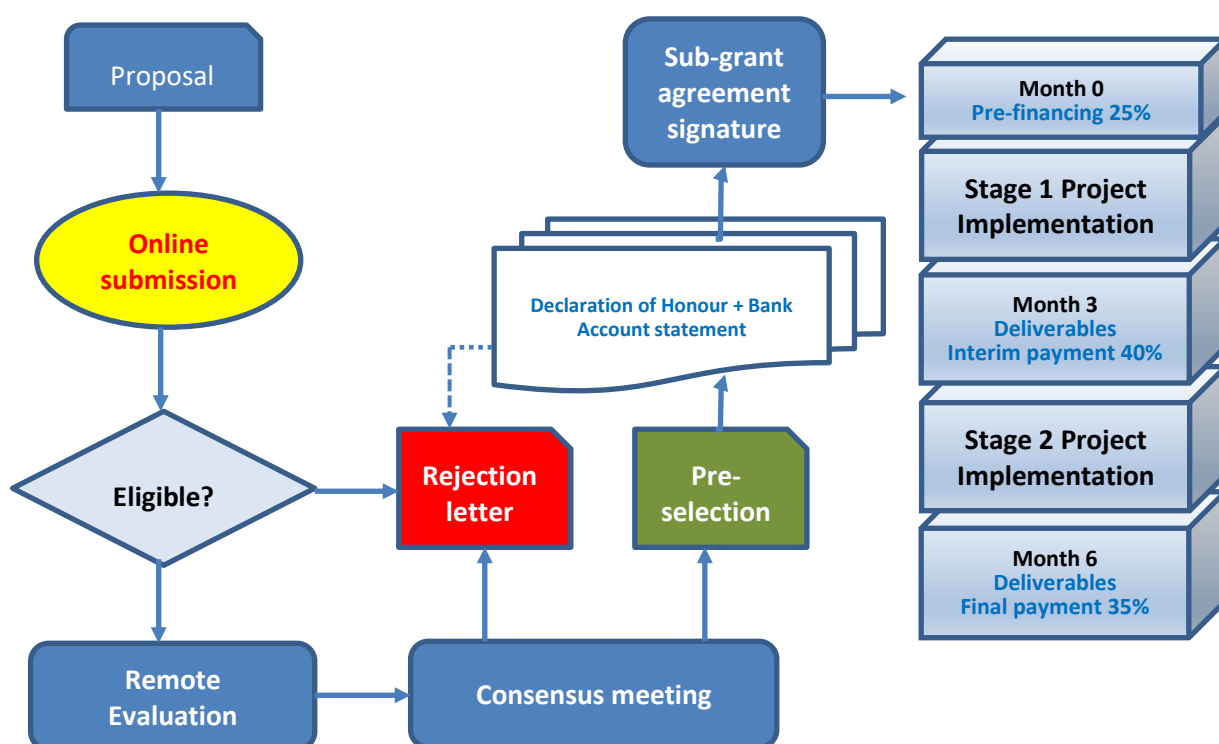 Proposal
Online
submission
Eligible?
Remote
Evaluation
Consensus meeting
Rejection
letter
Pre-
selection
Declaration of Honour + Bank
Account statement
Sub-grant
agreement
signature
Month 0
Pre-financing 25%
Stage 1 Project
Implementation
Month 3
Deliverables
Interim payment 40%
Stage 2 Project
Implementation
Month 6
Deliverables
Final payment 35%